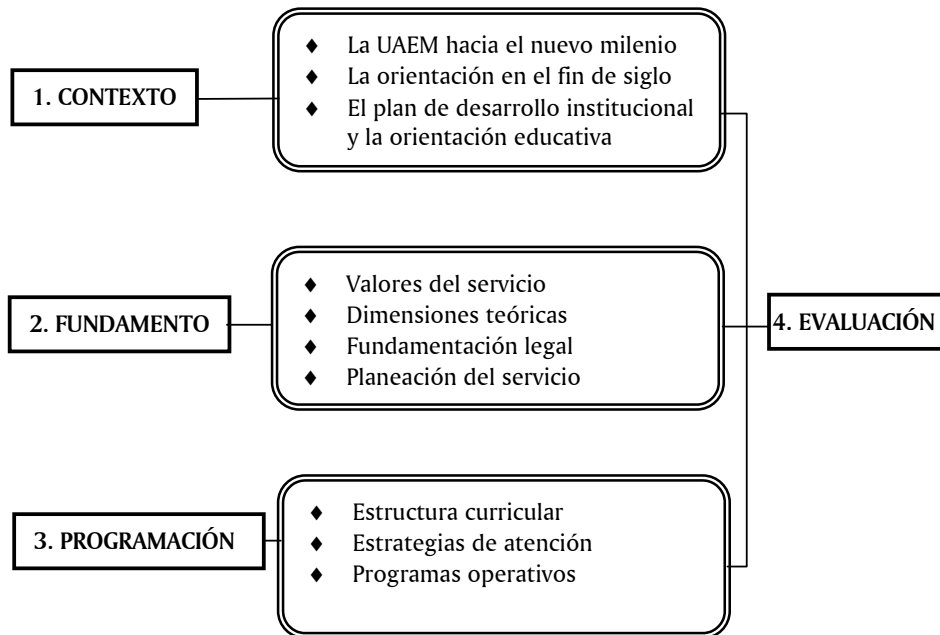 1. CONTEXTO
♦ La UAEM hacia el nuevo milenio
♦ La orientación en el fin de siglo
♦ El plan de desarrollo institucional
y la orientación educativa
2. FUNDAMENTO
♦ Valores del servicio
♦ Dimensiones teóricas
♦ Fundamentación legal
♦ Planeación del servicio
4. EVALUACIÓN
3. PROGRAMACIÓN
♦ Estructura curricular
♦ Estrategias de atención
♦ Programas operativos